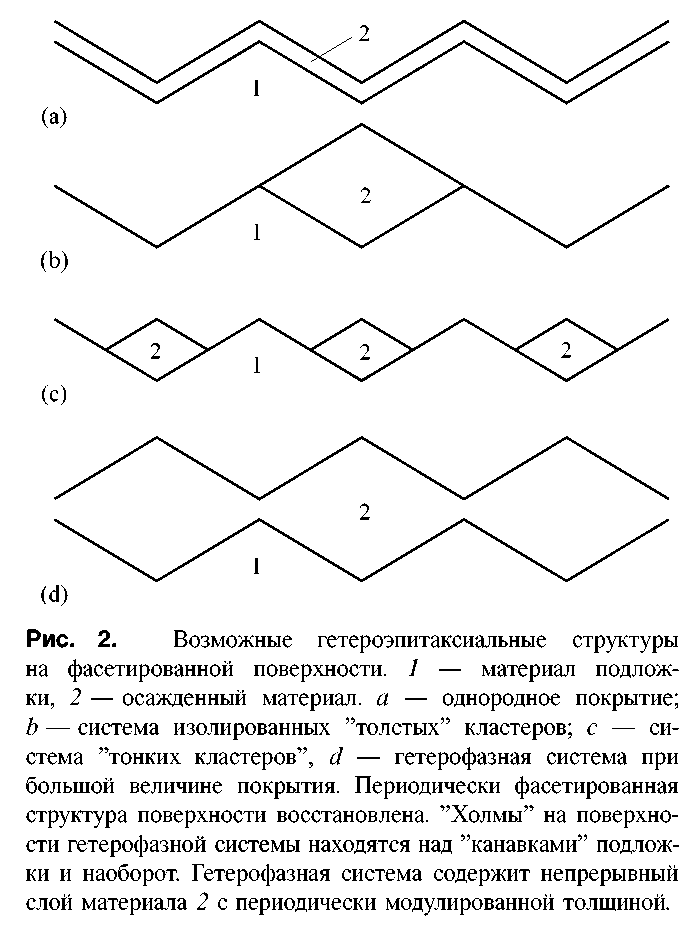 2
1
(a)
2
1
(b)
2
1
2
2
(c)
2
1
(d)
Рис. 2. Возможные гетероэпитаксиальные структуры
на фасетированной поверхности. 1 — материал подлож-
ки, 2 — осажденный материал. a — однородное покрытие;
b — система изолированных ”толстых” кластеров; c — си-
стема ”тонких кластеров”, d — гетерофазная система при
большой величине покрытия. Периодически фасетированная
структура поверхности восстановлена. ”Холмы” на поверхно-
сти гетерофазной системы находятся над ”канавками” подлож-
ки и наоборот. Гетерофазная система содержит непрерывный
слой материала 2 с периодически модулированной толщиной.